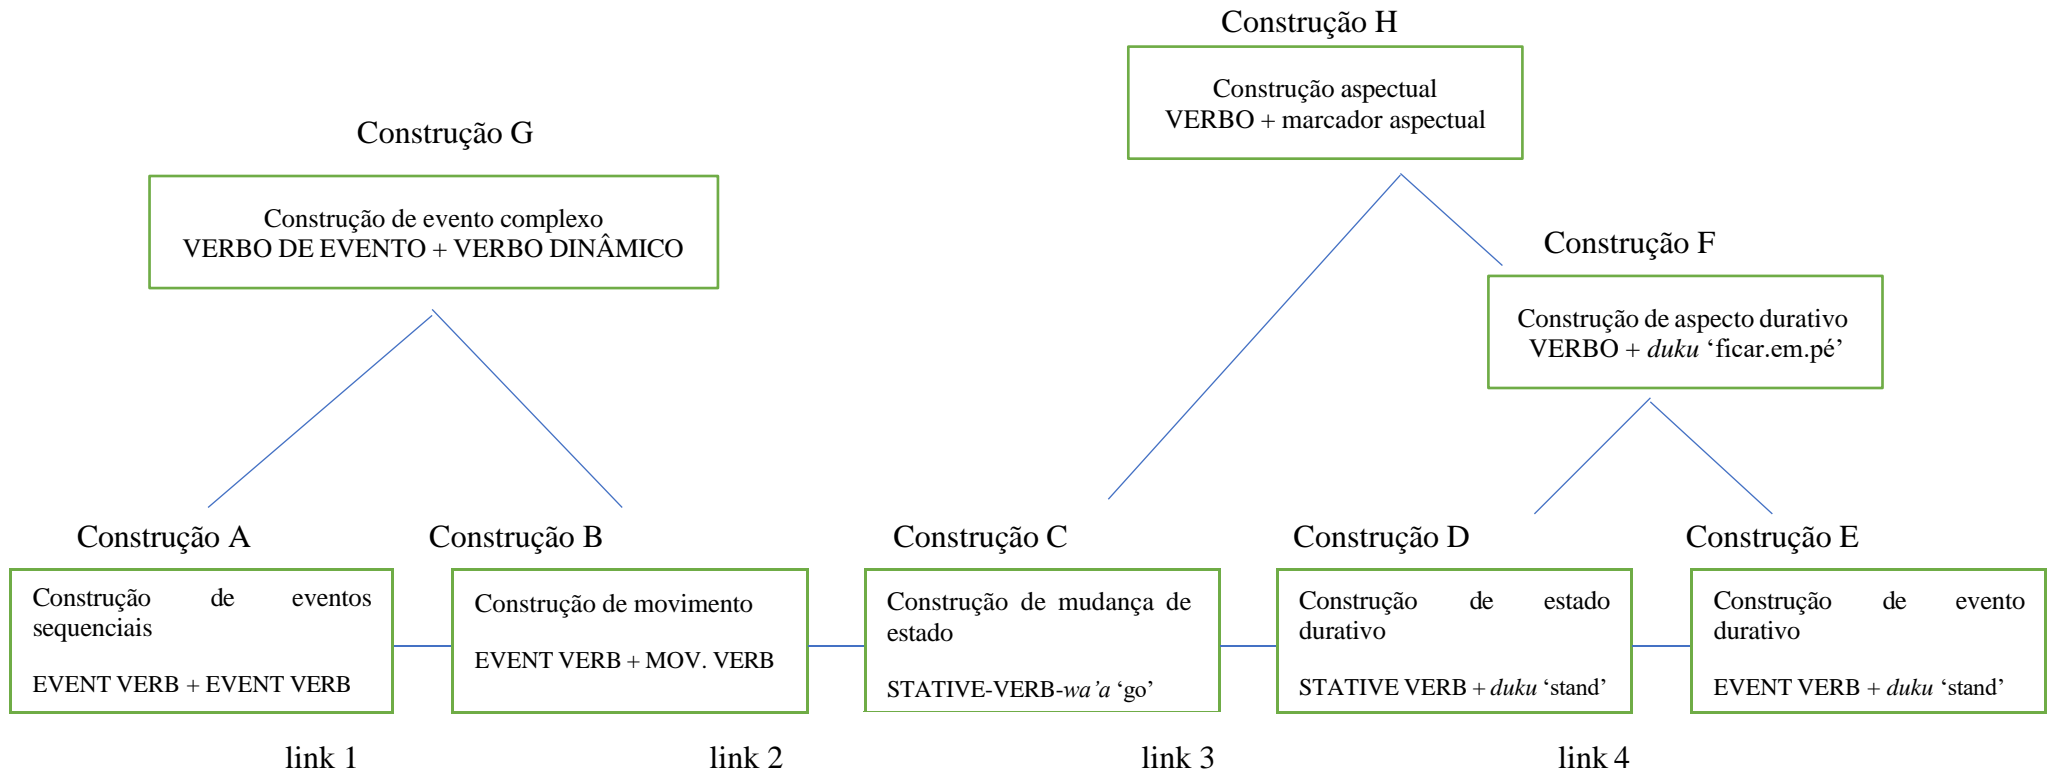 Construção H
Construção aspectual
VERBO + marcador aspectual
Construção G
Construção de evento complexo
VERBO DE EVENTO + VERBO DINÂMICO
Construção F
Construção de aspecto durativo
VERBO + duku ‘ficar.em.pé’
Construção A
Construção de eventos
sequenciais
EVENT VERB + EVENT VERB
Construção B
Construção de movimento
EVENT VERB + MOV. VERB
Construção C
Construção de mudança de
estado
STATIVE-VERB-wa’a ‘go’
Construção D
Construção de estado
durativo
STATIVE VERB + duku ‘stand’
Construção E
Construção de evento
durativo
EVENT VERB + duku ‘stand’
link 1
link 2
link 3
link 4